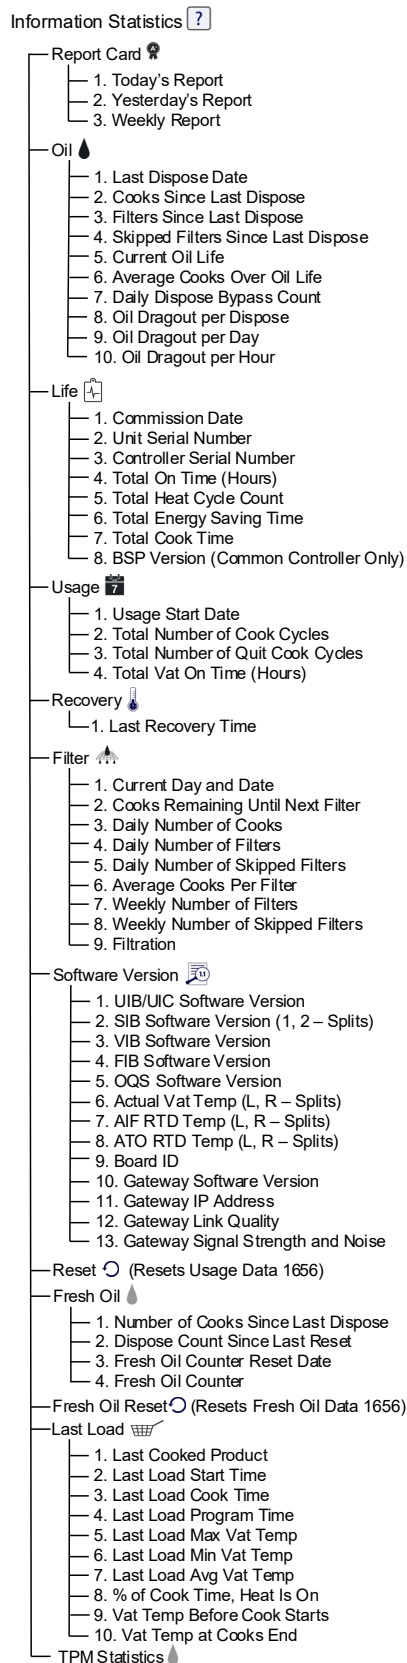 Information Statistics ?
Report Card
1. Today's Report
2. Yesterday's Report
3. Weekly Report
Oil
1. Last Dispose Date
2. Cooks Since Last Dispose
3. Filters Since Last Dispose
4. Skipped Filters Since Last Dispose
5. Current Oil Life
6. Average Cooks Over Oil Life
7. Daily Dispose Bypass Count
8. Oil Dragout per Dispose
9. Oil Dragout per Day
10. Oil Dragout per Hour
Life
1. Commission Date
2. Unit Serial Number
3. Controller Serial Number
4. Total On Time (Hours)
5. Total Heat Cycle Count
6. Total Energy Saving Time
7. Total Cook Time
8. BSP Version (Common Controller Only)
Usage 7
1. Usage Start Date
2. Total Number of Cook Cycles
3. Total Number of Quit Cook Cycles
4. Total Vat On Time (Hours)
Recovery
1. Last Recovery Time
Filter
1. Current Day and Date
2. Cooks Remaining Until Next Filter
3. Daily Number of Cooks
4. Daily Number of Filters
5. Daily Number of Skipped Filters
6. Average Cooks Per Filter
7. Weekly Number of Filters
8. Weekly Number of Skipped Filters
9. Filtration
Software Version 1.1
1. UIB/UIC Software Version
2. SIB Software Version (1, 2 – Splits)
3. VIB Software Version
4. FIB Software Version
5. OQS Software Version
6. Actual Vat Temp (L, R – Splits)
7. AIF RTD Temp (L, R – Splits)
8. ATO RTD Temp (L, R – Splits)
9. Board ID
10. Gateway Software Version
11. Gateway IP Address
12. Gateway Link Quality
13. Gateway Signal Strength and Noise
Reset (Resets Usage Data 1656)
Fresh Oil
1. Number of Cooks Since Last Dispose
2. Dispose Count Since Last Reset
3. Fresh Oil Counter Reset Date
4. Fresh Oil Counter
Fresh Oil Reset (Resets Fresh Oil Data 1656)
Last Load
1. Last Cooked Product
2. Last Load Start Time
3. Last Load Cook Time
4. Last Load Program Time
5. Last Load Max Vat Temp
6. Last Load Min Vat Temp
7. Last Load Avg Vat Temp
8. % of Cook Time, Heat Is On
9. Vat Temp Before Cook Starts
10. Vat Temp at Cooks End
TPM Statistics